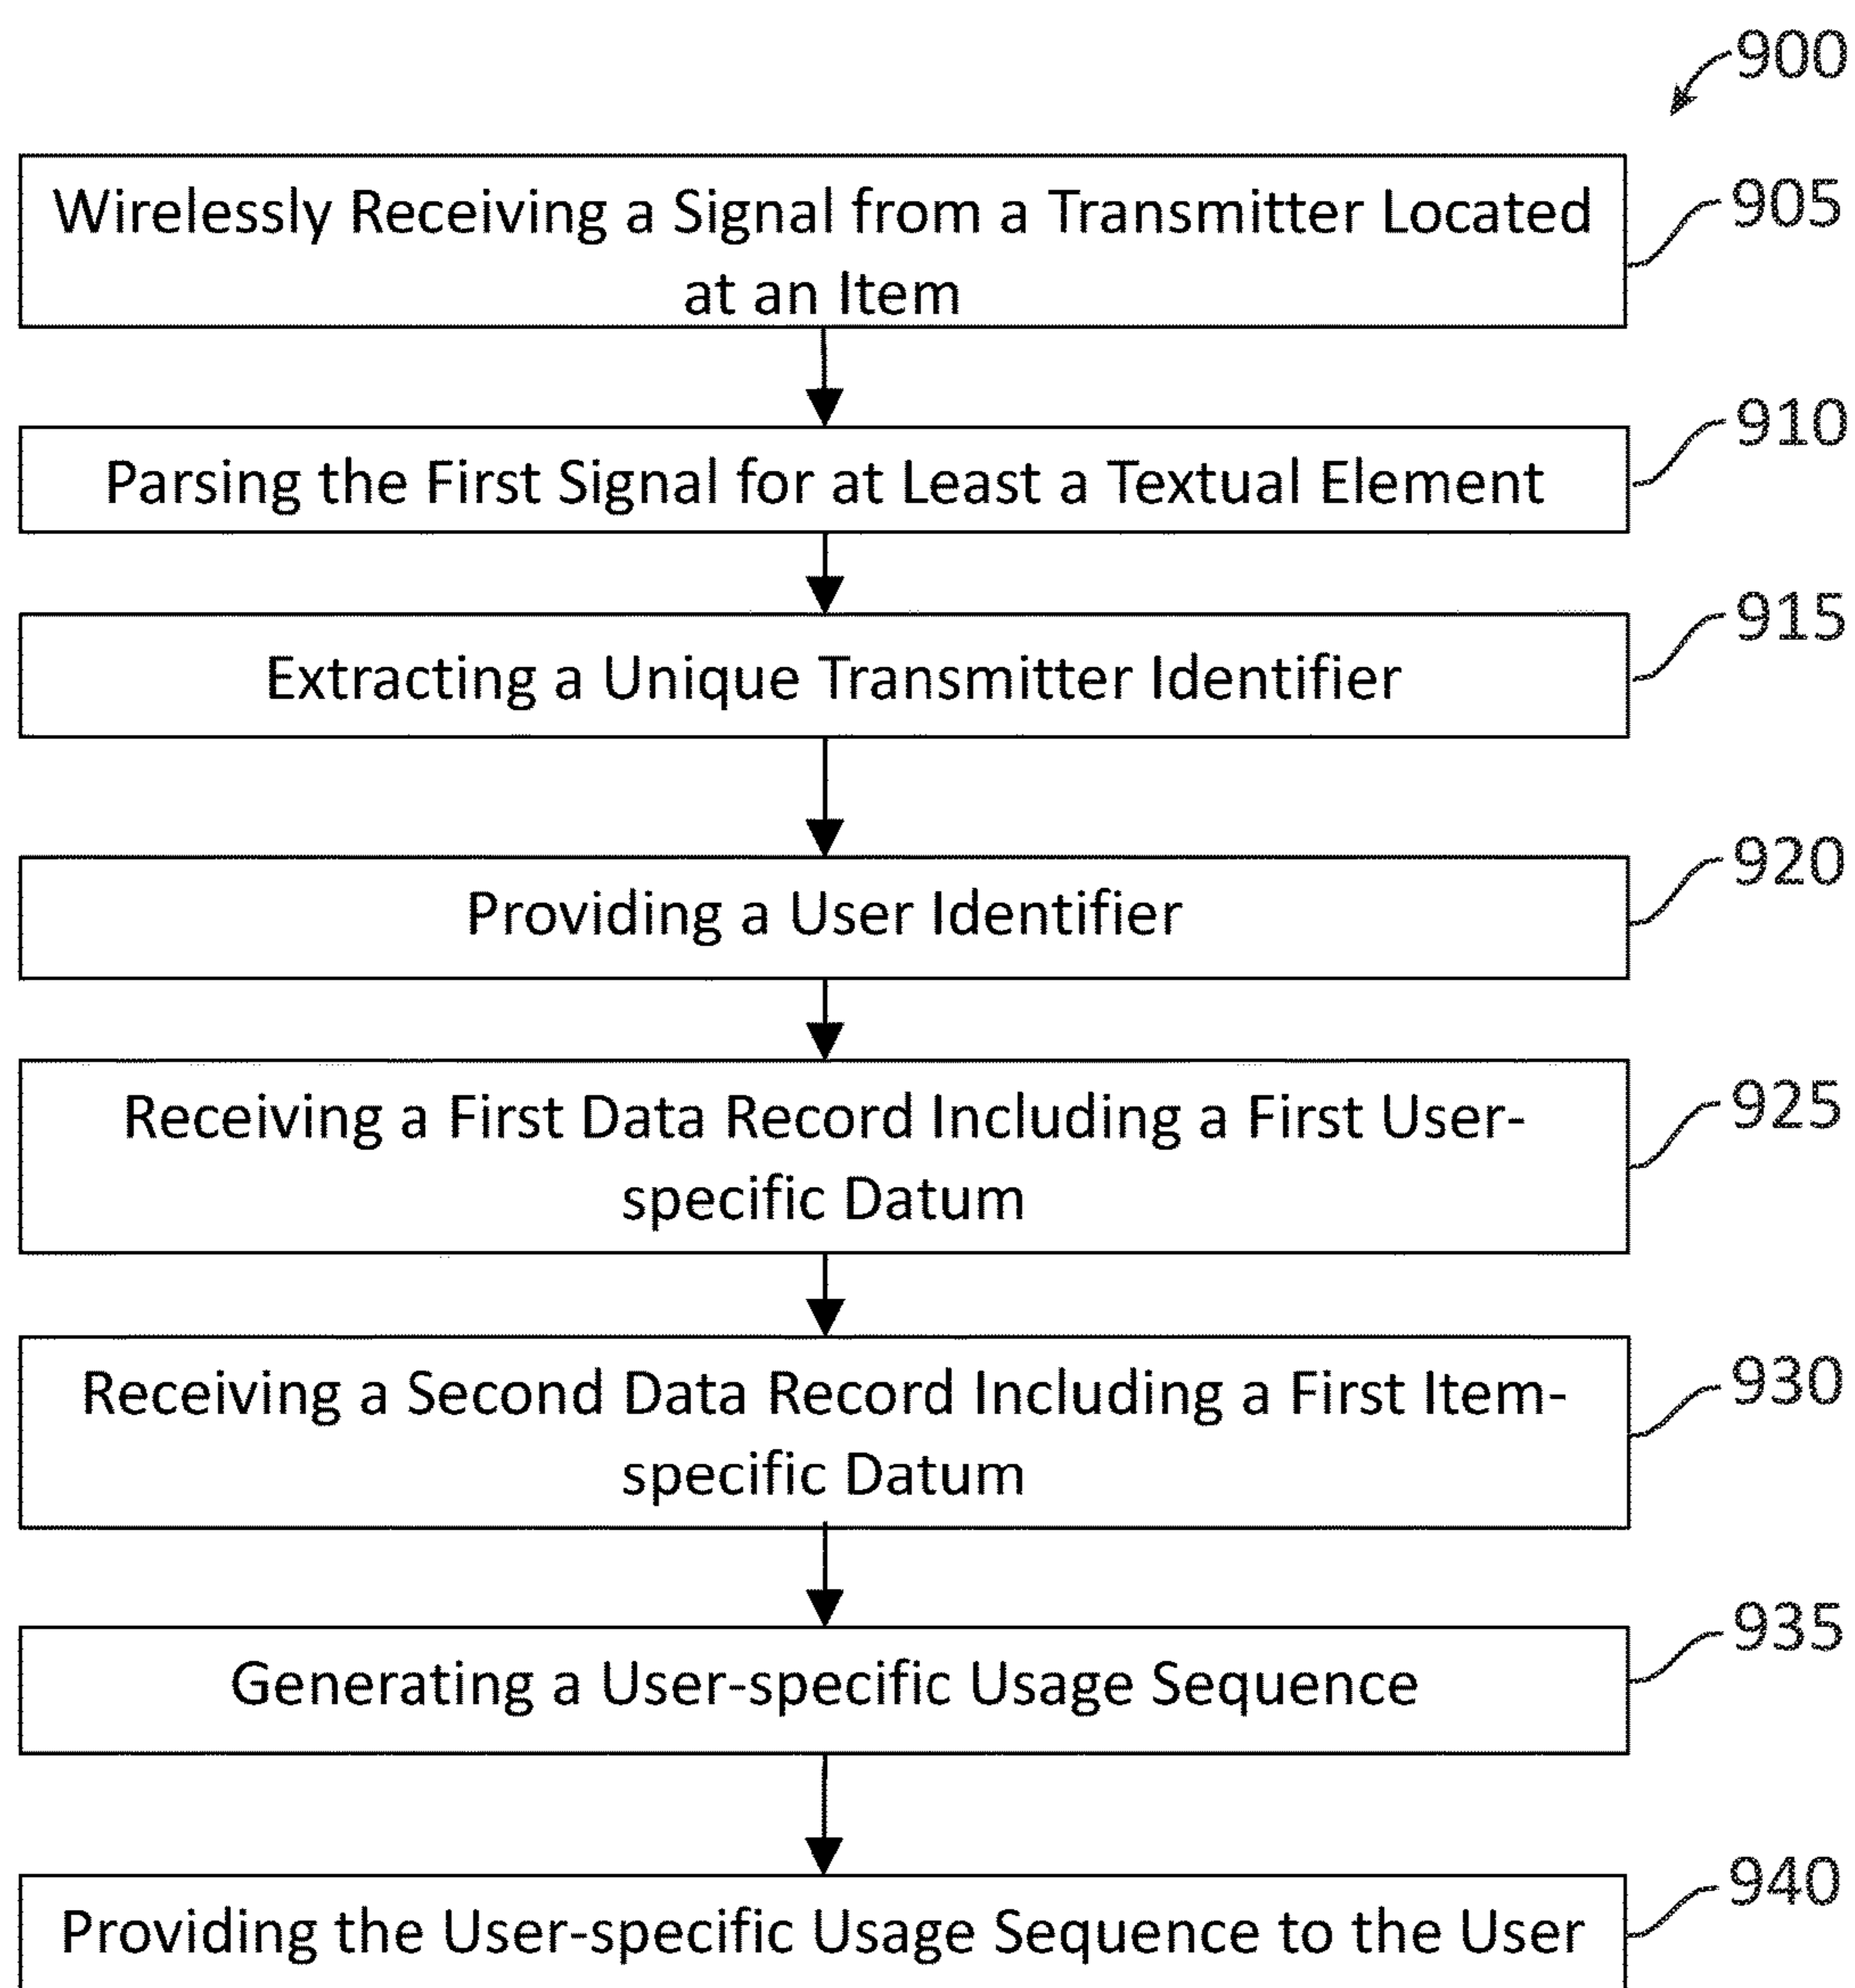 900
Wirelessly Receiving a Signal from a Transmitter Located
at an Item
905
Parsing the First Signal for at Least a Textual Element
910
Extracting a Unique Transmitter Identifier
915
Providing a User Identifier
920
Receiving a First Data Record Including a First User-
specific Datum
925
Receiving a Second Data Record Including a First Item-
specific Datum
930
Generating a User-specific Usage Sequence
935
Providing the User-specific Usage Sequence to the User
940